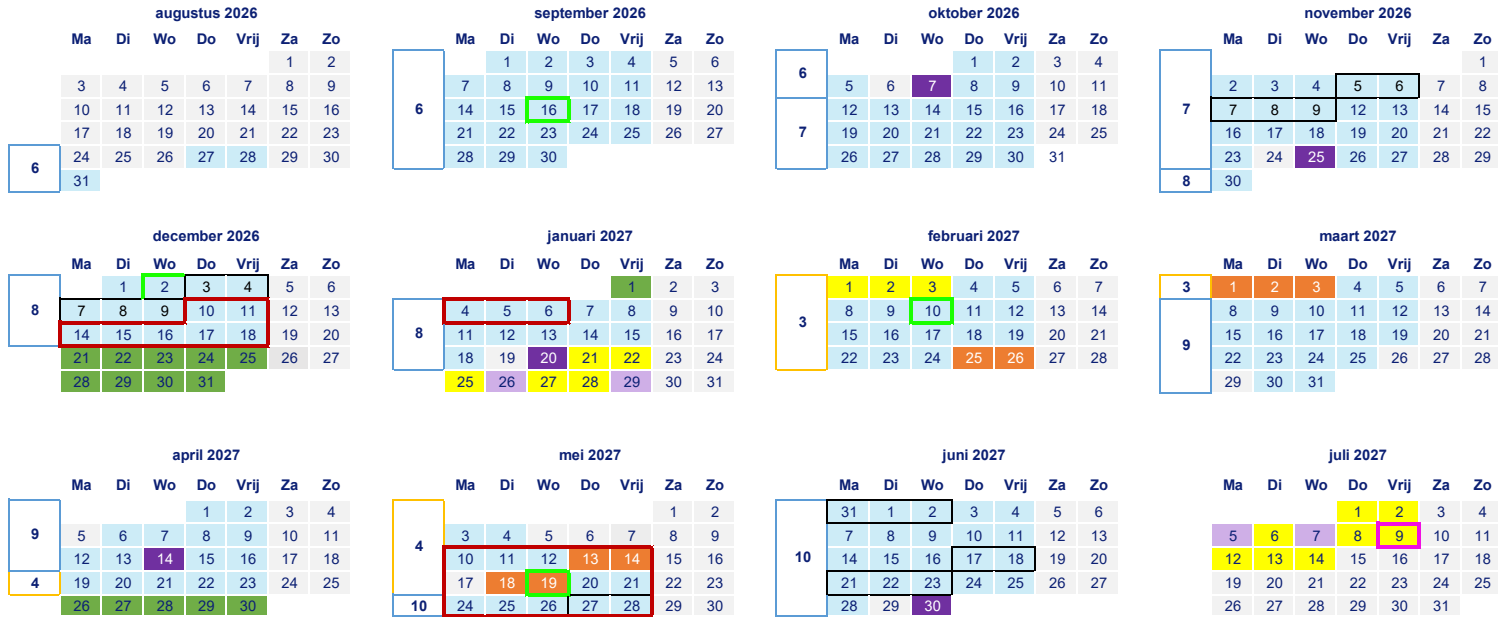 augustus 2026
Ma Di Wo Do Vrij Za Zo
1 2
3 4 5 6 7 8 9
10 11 12 13 14 15 16
17 18 19 20 21 22 23
6
24 25 26 27 28 29 30
31
september 2026
Ma Di Wo Do Vrij Za Zo
6
1 2 3 4 5 6
7 8 9 10 11 12 13
14 15 16 17 18 19 20
21 22 23 24 25 26 27
28 29 30
oktober 2026
Ma Di Wo Do Vrij Za Zo
6
1 2 3 4
5 6 7 8 9 10 11
7
12 13 14 15 16 17 18
19 20 21 22 23 24 25
26 27 28 29 30 31
november 2026
Ma Di Wo Do Vrij Za Zo
7
1
2 3 4 5 6 7 8
7 8 9 12 13 14 15
16 17 18 19 20 21 22
23 24 25 26 27 28 29
8 30
december 2026
Ma Di Wo Do Vrij Za Zo
8
1 2 3 4 5 6
7 8 9 10 11 12 13
14 15 16 17 18 19 20
21 22 23 24 25 26 27
28 29 30 31
januari 2027
Ma Di Wo Do Vrij Za Zo
1 2 3
8
4 5 6 7 8 9 10
11 12 13 14 15 16 17
18 19 20 21 22 23 24
25 26 27 28 29 30 31
februari 2027
Ma Di Wo Do Vrij Za Zo
3
1 2 3 4 5 6 7
8 9 10 11 12 13 14
15 16 17 18 19 20 21
22 23 24 25 26 27 28
maart 2027
Ma Di Wo Do Vrij Za Zo
3 1 2 3 4 5 6 7
9
8 9 10 11 12 13 14
15 16 17 18 19 20 21
22 23 24 25 26 27 28
29 30 31
april 2027
Ma Di Wo Do Vrij Za Zo
9
1 2 3 4
5 6 7 8 9 10 11
12 13 14 15 16 17 18
4 19 20 21 22 23 24 25
26 27 28 29 30
mei 2027
Ma Di Wo Do Vrij Za Zo
4
1 2
3 4 5 6 7 8 9
10 11 12 13 14 15 16
17 18 19 20 21 22 23
10 24 25 26 27 28 29 30
juni 2027
Ma Di Wo Do Vrij Za Zo
10
31 1 2 3 4 5 6
7 8 9 10 11 12 13
14 15 16 17 18 19 20
21 22 23 24 25 26 27
28 29 30
juli 2027
Ma Di Wo Do Vrij Za Zo
1 2 3 4
5 6 7 8 9 10 11
12 13 14 15 16 17 18
19 20 21 22 23 24 25
26 27 28 29 30 31